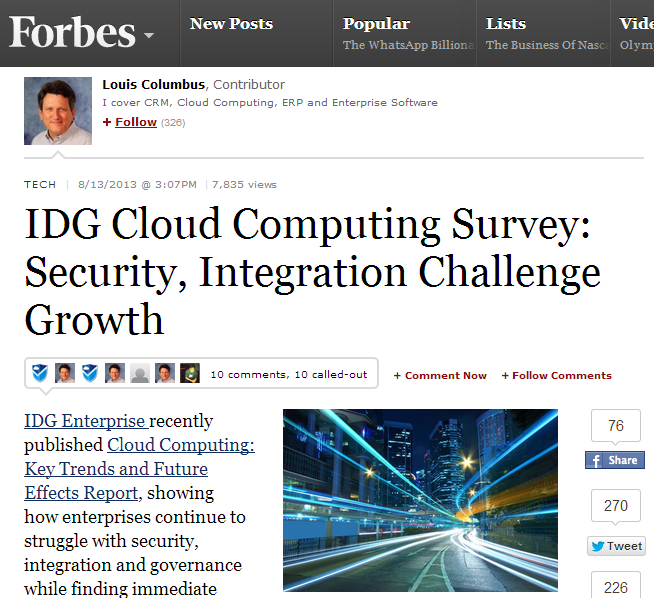 Forbes
New Posts
Popular
The WhatsApp Billiona
Lists
The Business Of Nasc
Vide
Olym
Louis Columbus, Contributor
I cover CRM, Cloud Computing, ERP and Enterprise Software
+ Follow (326)
TECH | 8/13/2013 @ 3:07PM | 7,835 views
IDG Cloud Computing Survey:
Security, Integration Challenge
Growth
10 comments, 10 called-out
+ Comment Now
+ Follow Comments
IDG Enterprise recently
published Cloud Computing:
Key Trends and Future
Effects Report, showing
how enterprises continue to
struggle with security,
integration and governance
while finding immediate
76
f Share
270
Tweet
226